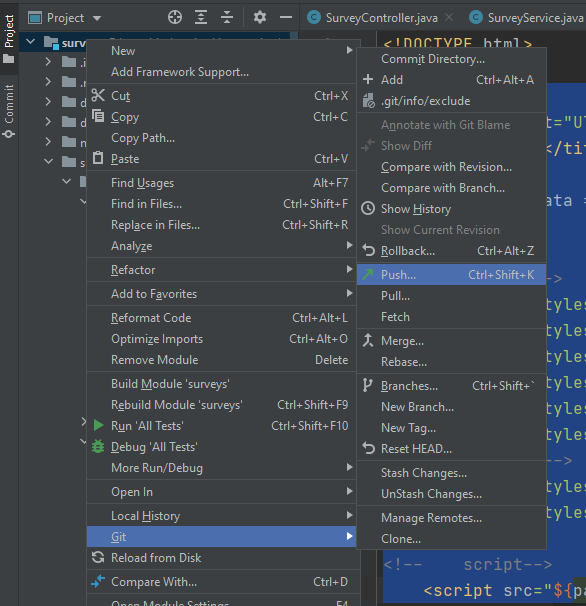 Project
SurveyController.java
SurveyService.java
Project
Commit
New
Add Framework Support...
Cut Ctrl+X
Copy Ctrl+C
Copy Path...
Paste Ctrl+V
Find Usages Alt+F7
Find in Files... Ctrl+Shift+F
Replace in Files... Ctrl+Shift+R
Analyze
Refactor
Add to Favorites
Reformat Code Ctrl+Alt+L
Optimize Imports Ctrl+Alt+O
Remove Module Delete
Build Module 'surveys'
Rebuild Module 'surveys' Ctrl+Shift+F9
Run 'All Tests' Ctrl+Shift+F10
Debug 'All Tests'
More Run/Debug
Open In
Local History
Git
Reload from Disk
Compare With... Ctrl+D
Open Module Settings F4
Commit Directory...
Add Ctrl+Alt+A
.git/info/exclude
Annotate with Git Blame
Show Diff
Compare with Revision...
Compare with Branch...
Show History
Show Current Revision
Rollback... Ctrl+Alt+Z
Push... Ctrl+Shift+K
Pull...
Fetch
Merge...
Rebase...
Branches... Ctrl+Shift+`
New Branch...
New Tag...
Reset HEAD...
Stash Changes...
UnStash Changes...
Manage Remotes...
Clone...
<!DOCTYPE html>
t="U
</ti
ata =
-->
tyles
tyles
tyles
tyles
tyles
-->
tyles
tyles
<!-- script-->
<script src="${p